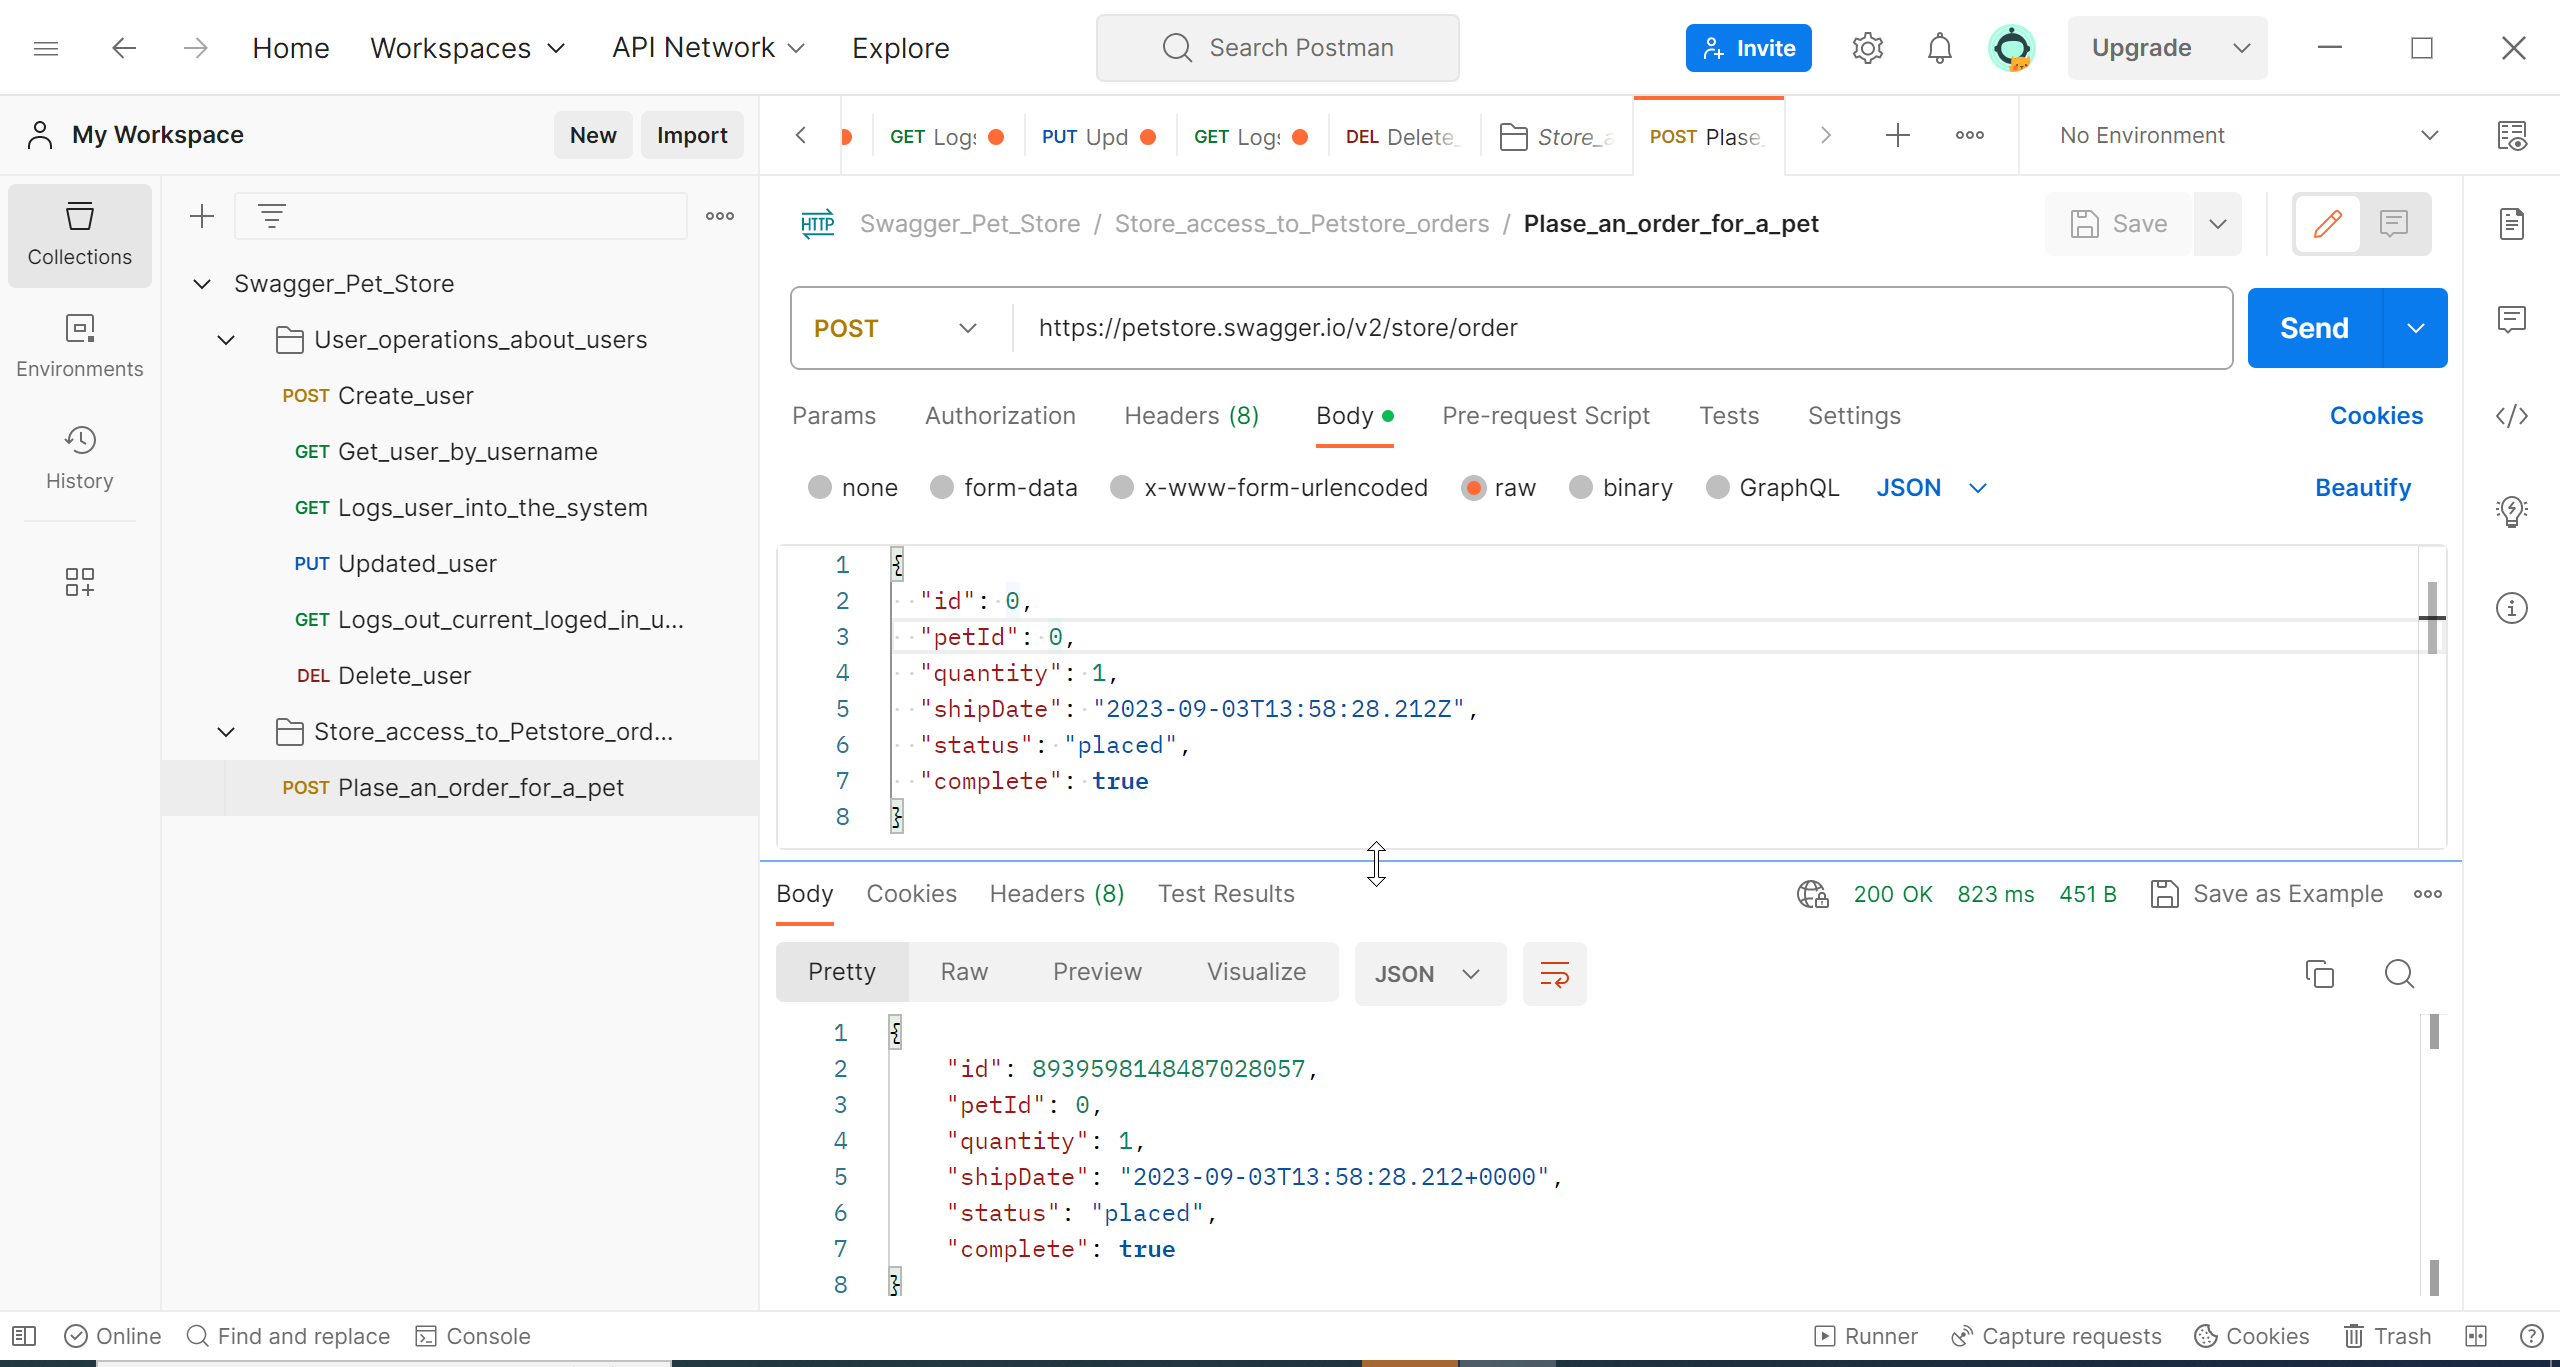 Home Workspaces API Network Explore Search Postman Invite Upgrade
My Workspace New Import
GET Logs PUT Upd GET Logs DEL Delete_ Store_a POST Plase_ No Environment
Collections
Environments
History
Swagger_Pet_Store
User_operations_about_users
POST Create_user
GET Get_user_by_username
GET Logs_user_into_the_system
PUT Updated_user
GET Logs_out_current_loged_in_u...
DEL Delete_user
Store_access_to_Petstore_ord...
POST Plase_an_order_for_a_pet
HTTP Swagger_Pet_Store / Store_access_to_Petstore_orders / Plase_an_order_for_a_pet Save
POST https://petstore.swagger.io/v2/store/order Send
Params Authorization Headers (8) Body Pre-request Script Tests Settings Cookies
none form-data x-www-form-urlencoded raw binary GraphQL JSON Beautify
1 {
2 "id": 0,
3 "petId": 0,
4 "quantity": 1,
5 "shipDate": "2023-09-03T13:58:28.212Z",
6 "status": "placed",
7 "complete": true
8 }
Body Cookies Headers (8) Test Results 200 OK 823 ms 451 B Save as Example
Pretty Raw Preview Visualize JSON
1 {
2 "id": 8939598148487028057,
3 "petId": 0,
4 "quantity": 1,
5 "shipDate": "2023-09-03T13:58:28.212+0000",
6 "status": "placed",
7 "complete": true
8 }
Online Find and replace Console Runner Capture requests Cookies Trash